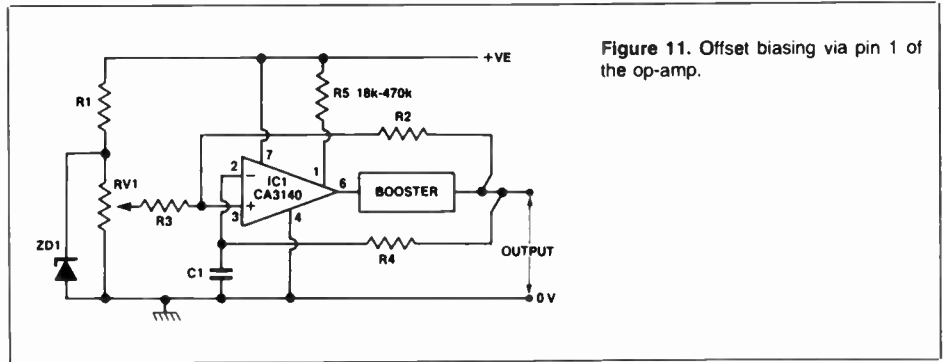 Figure 11. Offset biasing via pin 1 of
the op-amp.
+VE
R1
R5 18k-470k
R2
7
2
1
RV1
IC1
CA3140
6
BOOSTER
R3
3
4
ZD1
R4
OUTPUT
C1
0 V